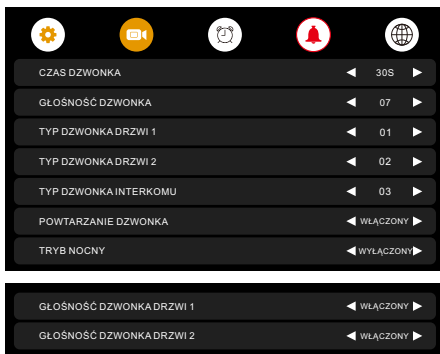 CZAS DZWONKA 30S
GŁOŚNOŚĆ DZWONKA 07
TYP DZWONKA DRZWI 1 01
TYP DZWONKA DRZWI 2 02
TYP DZWONKA INTERKOMU 03
POWTARZANIE DZWONKA WŁĄCZONY
TRYB NOCNY WYŁĄCZONY
GŁOŚNOŚĆ DZWONKA DRZWI 1 WŁĄCZONY
GŁOŚNOŚĆ DZWONKA DRZWI 2 WŁĄCZONY